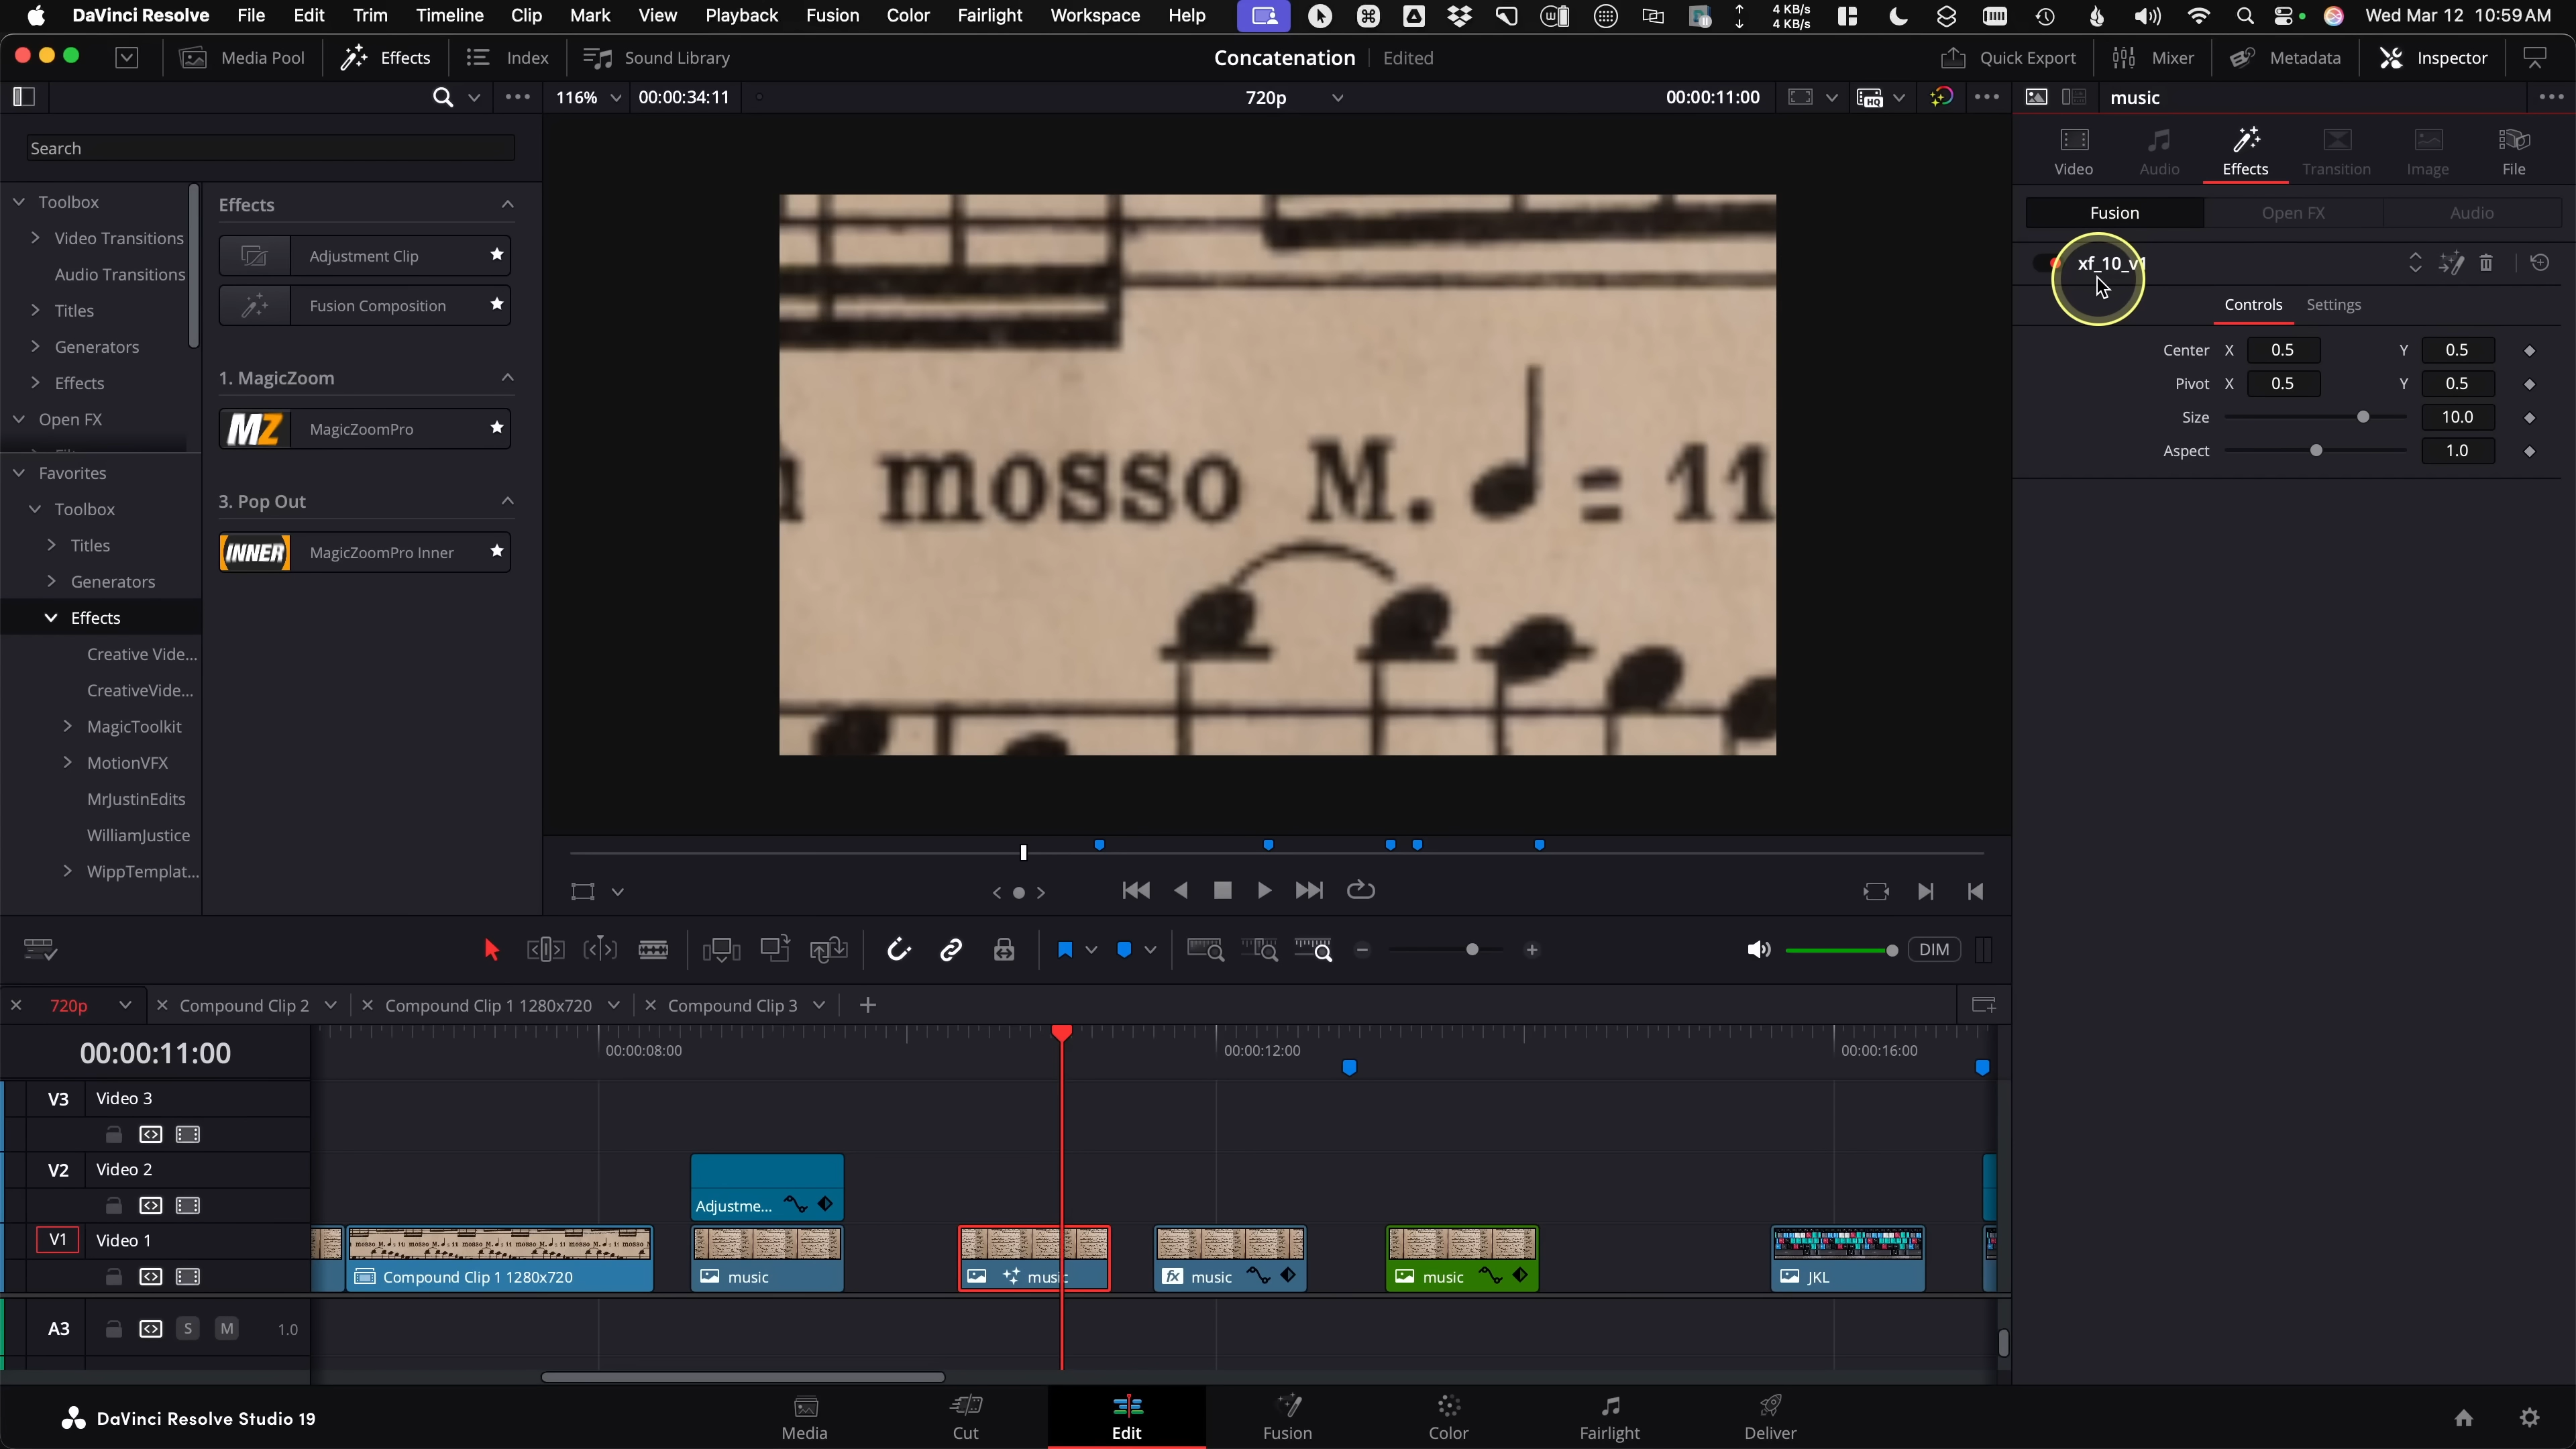 DaVinci Resolve File Edit Trim Timeline Clip Mark View Playback Fusion Color Fairlight Workspace Help 4 KB/s 4 KB/s Wed Mar 12 10:59 AM
Media Pool Effects Index Sound Library Concatenation Edited Quick Export Mixer Metadata Inspector
116% 00:00:34:11 720p 00:00:11:00 HQ music
Search
Video Audio Effects Transition Image File
Toolbox
Video Transitions
Audio Transitions
Titles
Generators
Effects
Open FX
Favorites
Toolbox
Titles
Generators
Effects
Creative Vide...
CreativeVide...
MagicToolkit
MotionVFX
MrJustinEdits
WilliamJustice
WippTemplat...
Effects
Adjustment Clip
Fusion Composition
1. MagicZoom
MZ MagicZoomPro
3. Pop Out
INNER MagicZoomPro Inner
mosso M. = 11
Fusion Open FX Audio
xf_10_v1
Controls Settings
Center X 0.5 Y 0.5
Pivot X 0.5 Y 0.5
Size 10.0
Aspect 1.0
DIM
720p Compound Clip 2 Compound Clip 1 1280x720 Compound Clip 3
00:00:11:00 00:00:08:00 00:00:12:00 00:00:16:00
V3 Video 3
V2 Video 2
Adjustme...
V1 Video 1
Compound Clip 1 1280x720 music music fx music music JKL
A3 S M 1.0
DaVinci Resolve Studio 19 Media Cut Edit Fusion Color Fairlight Deliver